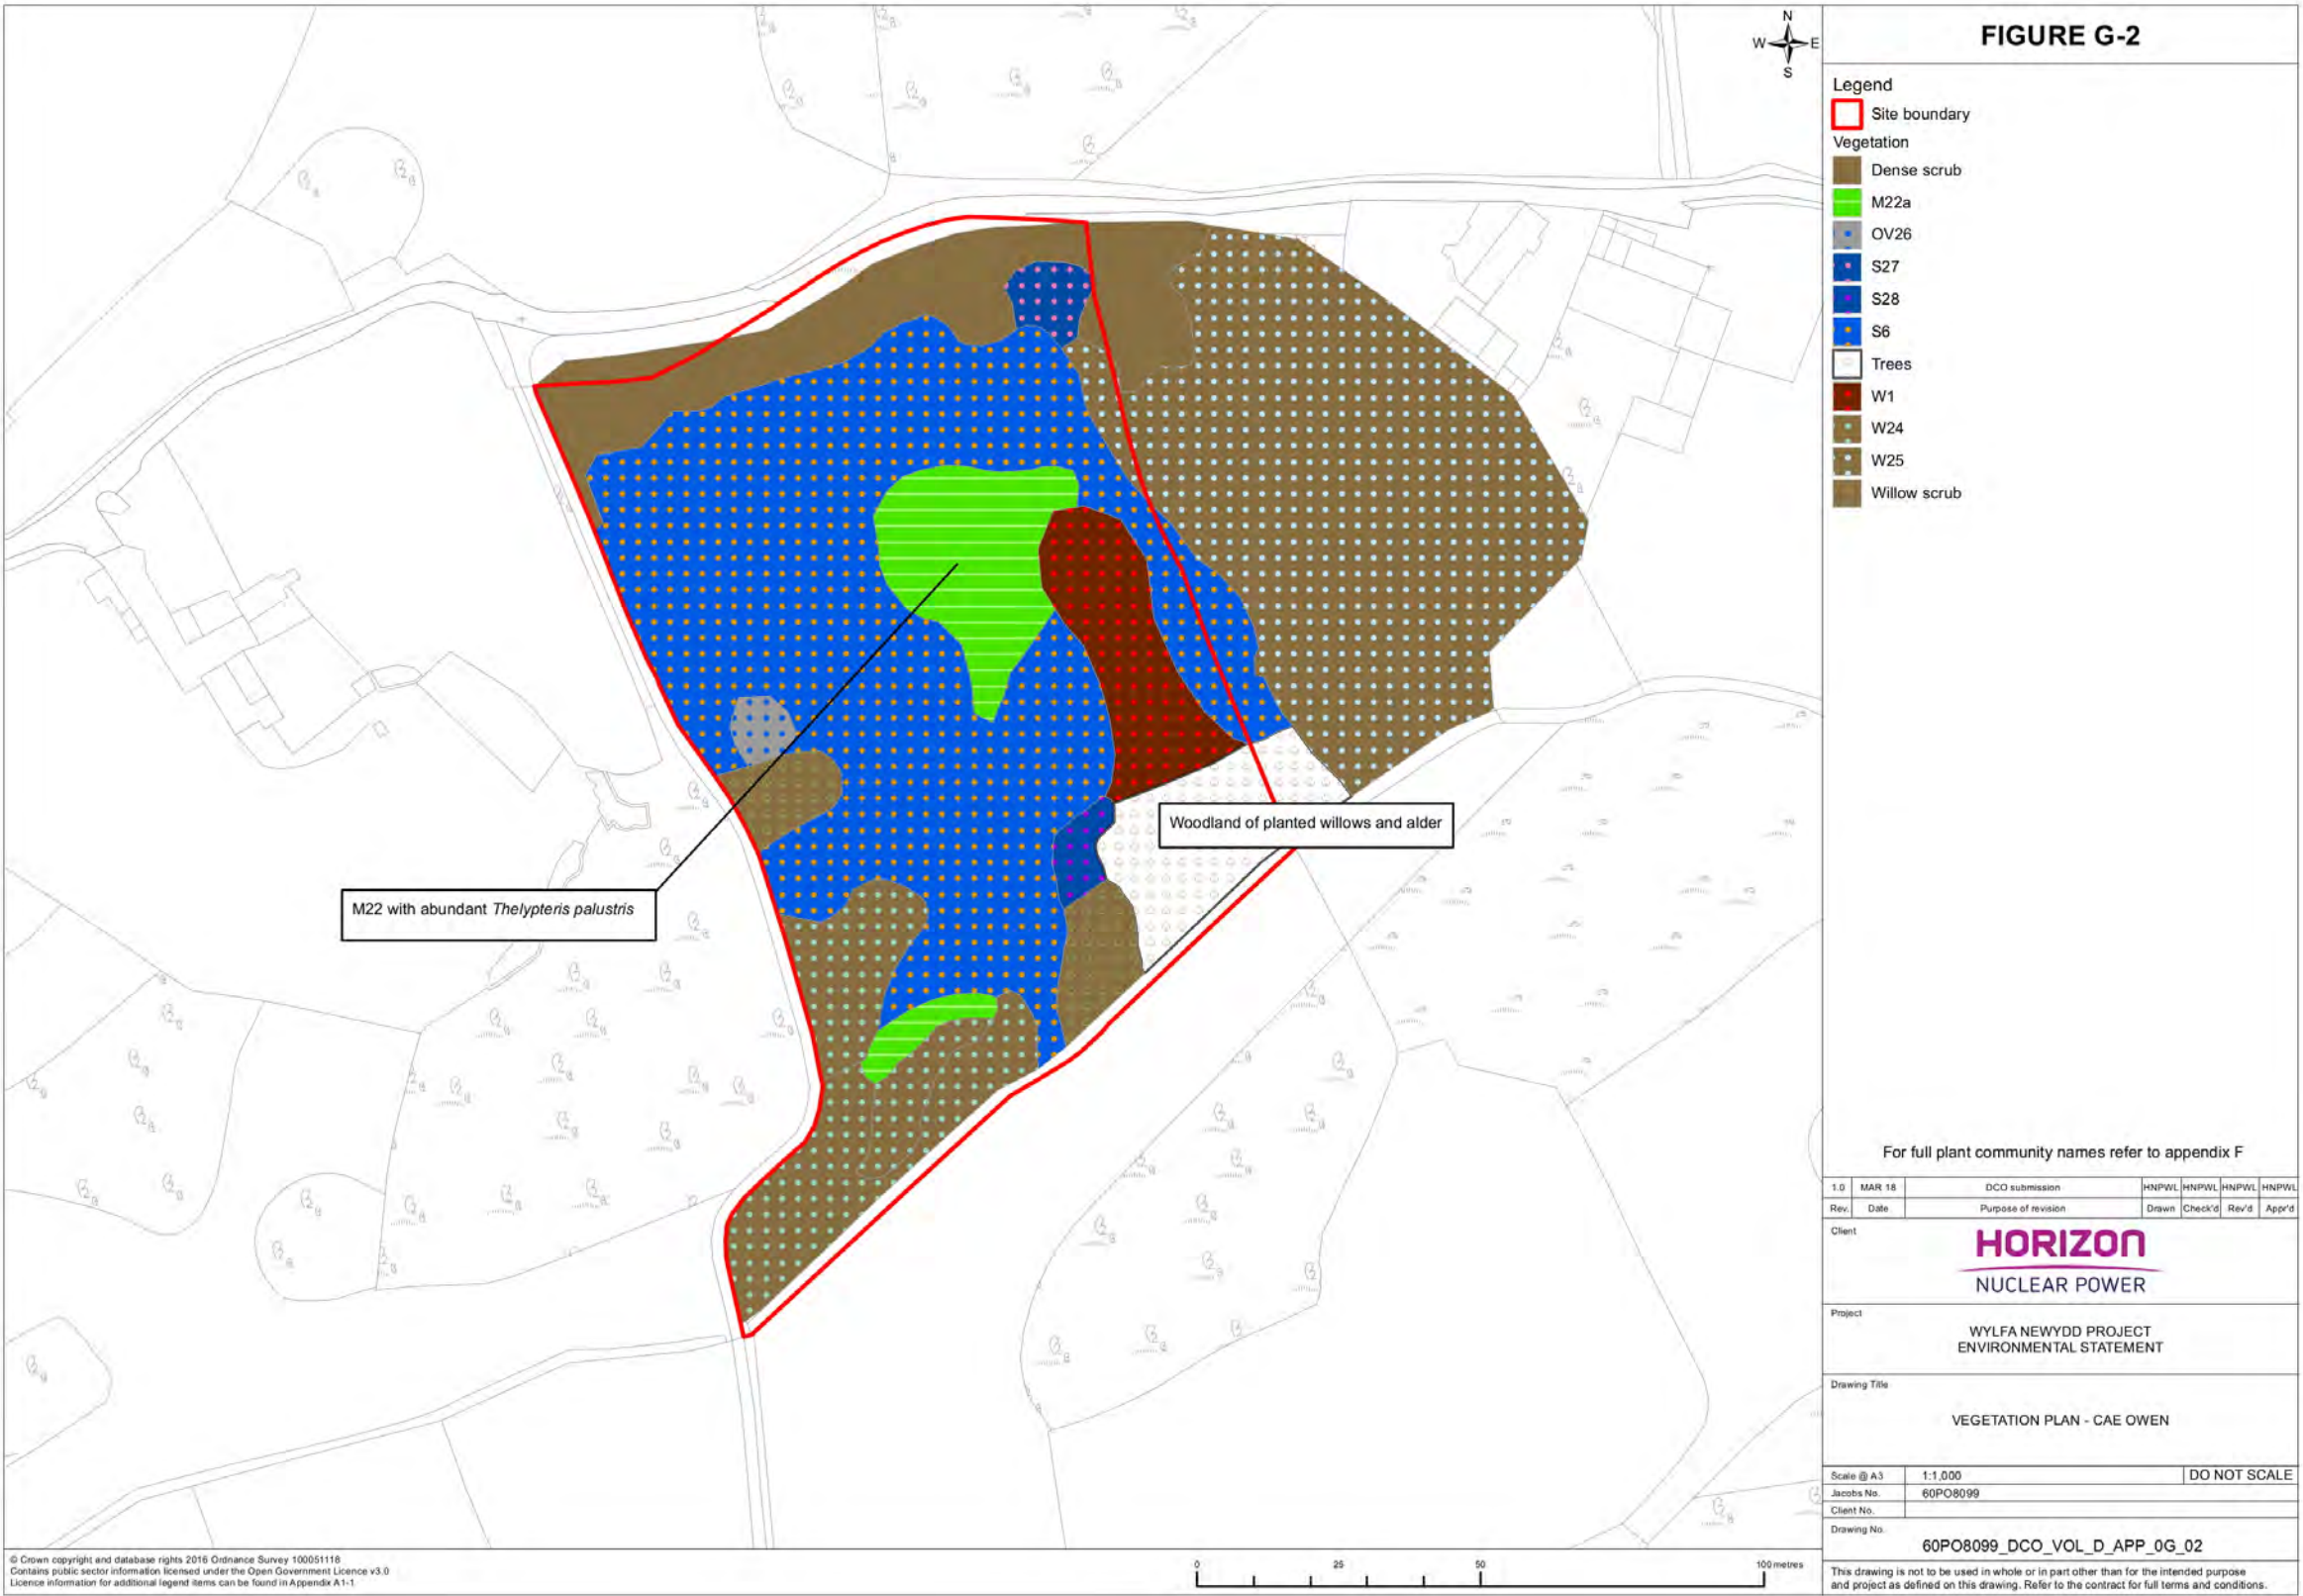 N
W E
S
FIGURE G-2
Legend
Site boundary
Vegetation
Dense scrub
M22a
OV26
S27
S28
S6
Trees
W1
W24
W25
Willow scrub
Woodland of planted willows and alder
M22 with abundant Thelypteris palustris
For full plant community names refer to appendix F
1.0 MAR 18 DCO submission HNPWL HNPWL HNPWL HNPWL
Rev. Date Purpose of revision Drawn Check'd Rev'd Appr'd
Client
HORIZON
NUCLEAR POWER
Project
WYLFA NEWYDD PROJECT
ENVIRONMENTAL STATEMENT
Drawing Title
VEGETATION PLAN - CAE OWEN
Scale @ A3 1:1,000 DO NOT SCALE
Jacobs No. 60PO8099
Client No.
Drawing No.
60PO8099_DCO_VOL_D_APP_0G_02
This drawing is not to be used in whole or in part other than for the intended purpose
and project as defined on this drawing. Refer to the contract for full terms and conditions.
© Crown copyright and database rights 2016 Ordnance Survey 100051118
Contains public sector information licensed under the Open Government Licence v3.0
Licence information for additional legend items can be found in Appendix A1-1
0 25 50 100 metres